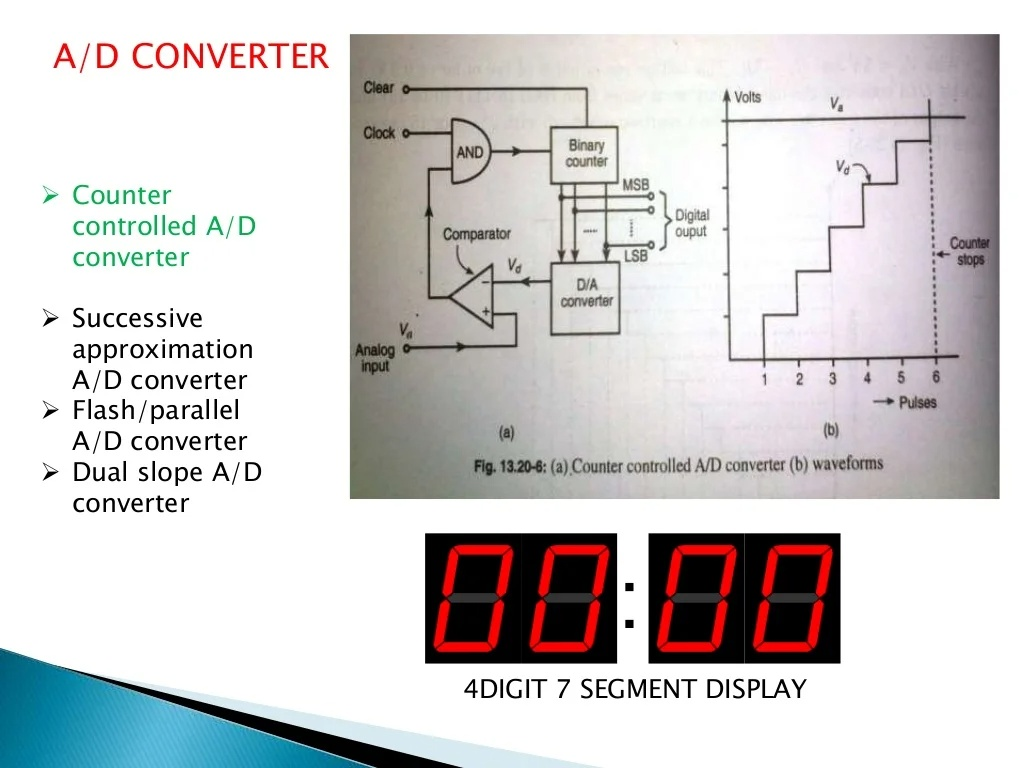 A/D CONVERTER
Counter
controlled A/D
converter
Successive
approximation
A/D converter
Flash/parallel
A/D converter
Dual slope A/D
converter
Clear
Clock
AND
Binary
counter
MSB
Digital
ouput
LSB
Comparator
Vd
D/A
converter
Va
Analog
input
(a)
Volts
Va
Vd
Counter
stops
1 2 3 4 5 6
Pulses
(b)
Fig. 13.20-6: (a) Counter controlled A/D converter (b) waveforms
00:00
4DIGIT 7 SEGMENT DISPLAY